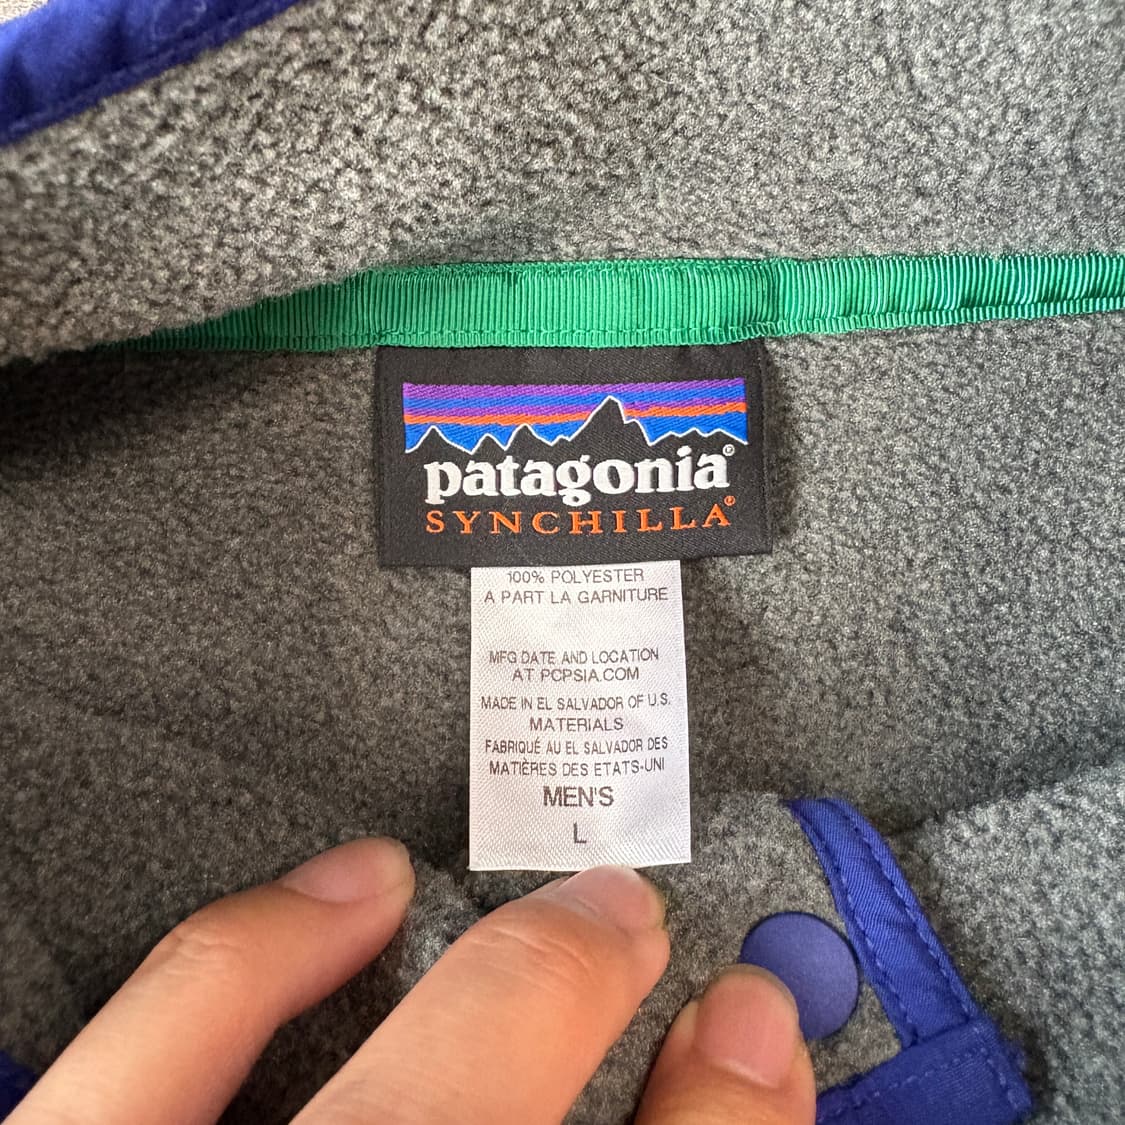 patagonia®
SYNCHILLA®
100% POLYESTER
A PART LA GARNITURE
MFG DATE AND LOCATION
AT PCPSIA.COM
MADE IN EL SALVADOR OF U.S.
MATERIALS
FABRIQUÉ AU EL SALVADOR DES
MATIÈRES DES ETATS-UNI
MEN'S
L